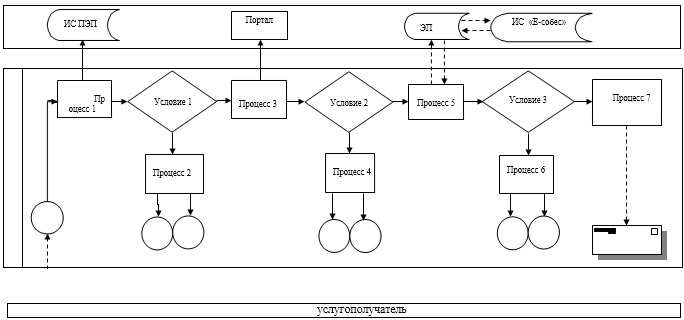 ИС ПЭП
Портал
ЭП
ИС «Е-собес»
Пр
оцесс 1
Условие 1
Процесс 3
Условие 2
Процесс 5
Условие 3
Процесс 7
Процесс 2
Процесс 4
Процесс 6
услугополучатель